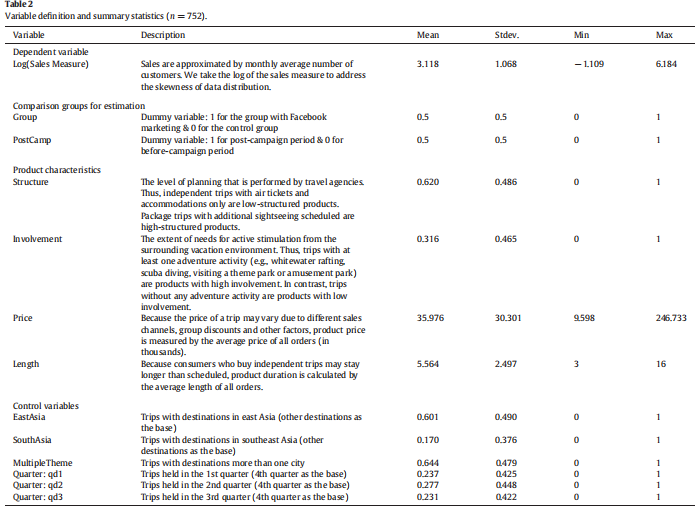 Table 2
Variable definition and summary statistics (n = 752).
Variable Description Mean Stdev. Min Max
Dependent variable
Log(Sales Measure) Sales are approximated by monthly average number of 3.118 1.068 −1.109 6.184
customers. We take the log of the sales measure to address
the skewness of data distribution.
Comparison groups for estimation
Group Dummy variable: 1 for the group with Facebook 0.5 0.5 0 1
marketing & 0 for the control group
PostCamp Dummy variable: 1 for post-campaign period & 0 for 0.5 0.5 0 1
before-campaign period
Product characteristics
Structure The level of planning that is performed by travel agencies. 0.620 0.486 0 1
Thus, independent trips with air tickets and
accommodations only are low-structured products.
Package trips with additional sightseeing scheduled are
high-structured products.
Involvement The extent of needs for active stimulation from the 0.316 0.465 0 1
surrounding vacation environment. Thus, trips with at
least one adventure activity (e.g., whitewater rafting,
scuba diving, visiting a theme park or amusement park)
are products with high involvement. In contrast, trips
without any adventure activity are products with low
involvement.
Price Because the price of a trip may vary due to different sales 35.976 30.301 9.598 246.733
channels, group discounts and other factors, product price
is measured by the average price of all orders (in
thousands).
Length Because consumers who buy independent trips may stay 5.564 2.497 3 16
longer than scheduled, product duration is calculated by
the average length of all orders.
Control variables
EastAsia Trips with destinations in east Asia (other destinations as 0.601 0.490 0 1
the base)
SouthAsia Trips with destinations in southeast Asia (other 0.170 0.376 0 1
destinations as the base)
MultipleTheme Trips with destinations more than one city 0.644 0.479 0 1
Quarter: qd1 Trips held in the 1st quarter (4th quarter as the base) 0.237 0.425 0 1
Quarter: qd2 Trips held in the 2nd quarter (4th quarter as the base) 0.277 0.448 0 1
Quarter: qd3 Trips held in the 3rd quarter (4th quarter as the base) 0.231 0.422 0 1